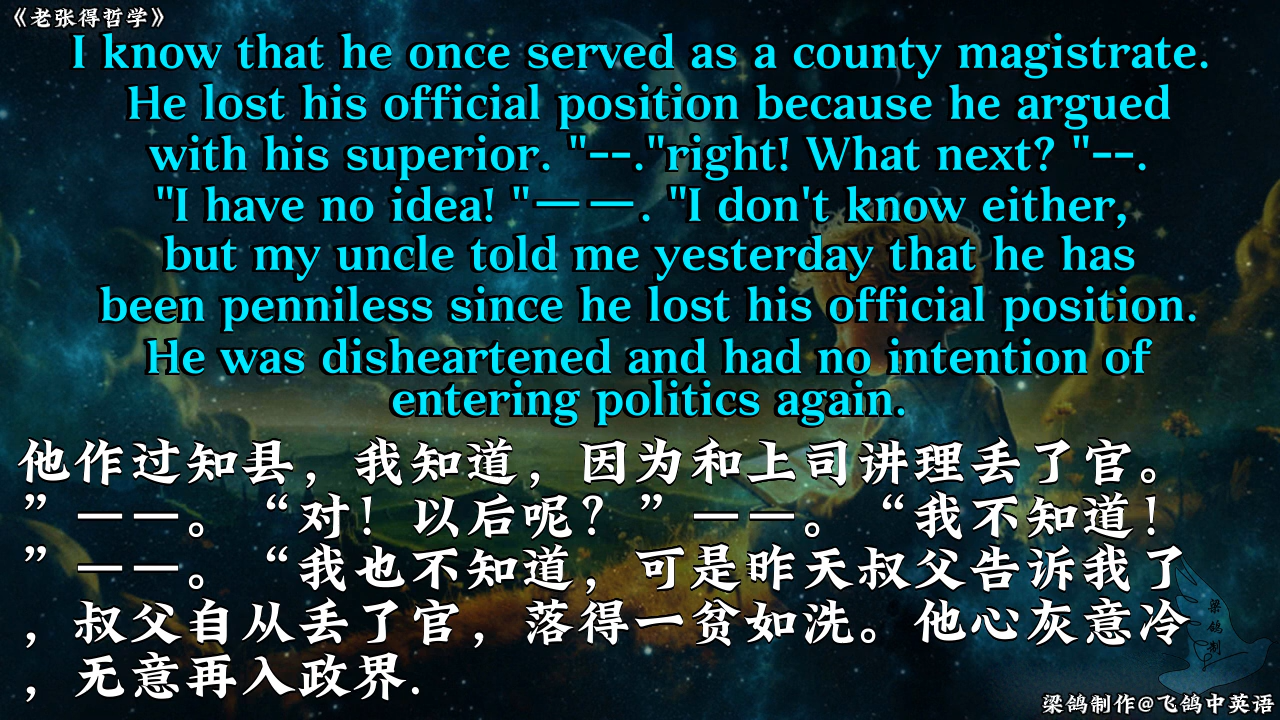 《老张得哲学》
I know that he once served as a county magistrate.
He lost his official position because he argued
with his superior. "--."right! What next? "--.
"I have no idea! "——. "I don't know either,
but my uncle told me yesterday that he has
been penniless since he lost his official position.
He was disheartened and had no intention of
entering politics again.
他作过知县，我知道，因为和上司讲理丢了官。
”——。“对！以后呢？”——。“我不知道！
”——。“我也不知道，可是昨天叔父告诉我了
，叔父自从丢了官，落得一贫如洗。他心灰意冷
，无意再入政界.
梁鸽制
梁鸽制作@飞鸽中英语